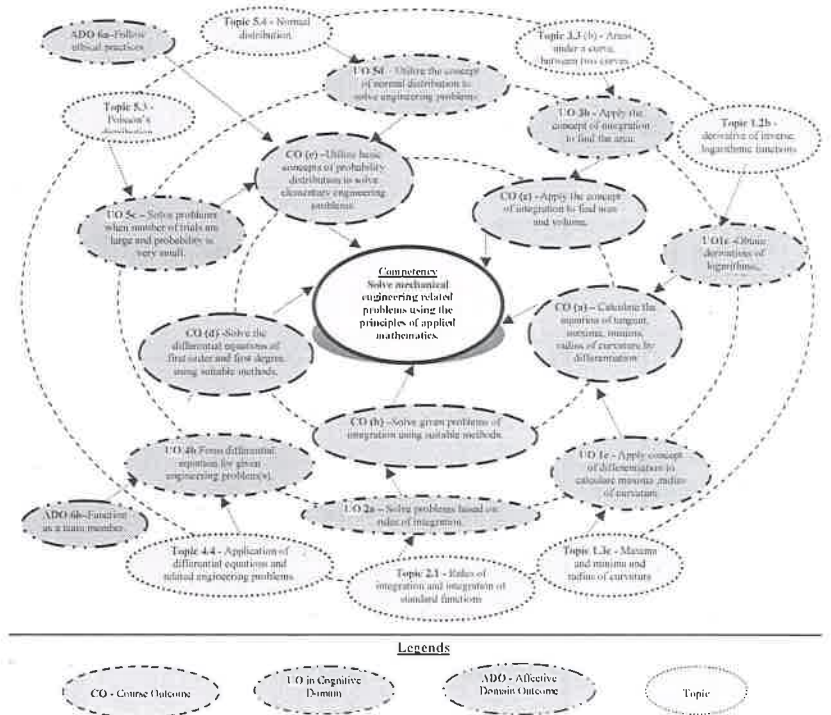 Topic 5.4 - Normal
distribution
ADO 6a–Follow
ethical practices
Topic 3.3 (b) - Areas
under a curve,
between two curves
UO 5d - Utilize the concept
of normal distribution to
solve engineering problems.
Topic 5.3 -
Poisson's
distribution
UO 3b - Apply the
concept of integration
to find the area.
Topic 1.2b -
derivative of inverse,
logarithmic functions
CO (e) –Utilize basic
concepts of probability
distribution to solve
elementary engineering
problems.
CO (c) - Apply the concept
of integration to find area
and volume.
UO 5c - Solve problems
when number of trials are
large and probability is
very small.
UO1c -Obtain
derivatives of
logarithmic,
Competency
Solve mechanical
engineering related
problems using the
principles of applied
mathematics.
CO (a) – Calculate the
equation of tangent,
maxima, minima,
radius of curvature by
differentiation
CO (d) -Solve the
differential equations of
first order and first degree
using suitable methods.
CO (b) –Solve given problems of
integration using suitable methods.
UO 4b Form differential
equation for given
engineering problem(s).
UO 1e - Apply concept
of differentiation to
calculate maxima ,radius
of curvature
UO 2a – Solve problems based on
rules of integration.
ADO 6b–Function
as a team member.
Topic 4.4 - Application of
differential equations and
related engineering problems.
Topic 2.1 - Rules of
integration and integration of
standard functions
Topic 1.3c - Maxima
and minima and
radius of curvature
Legends
CO - Course Outcome
UO in Cognitive
Domain
ADO - Affective
Domain Outcome
Topic